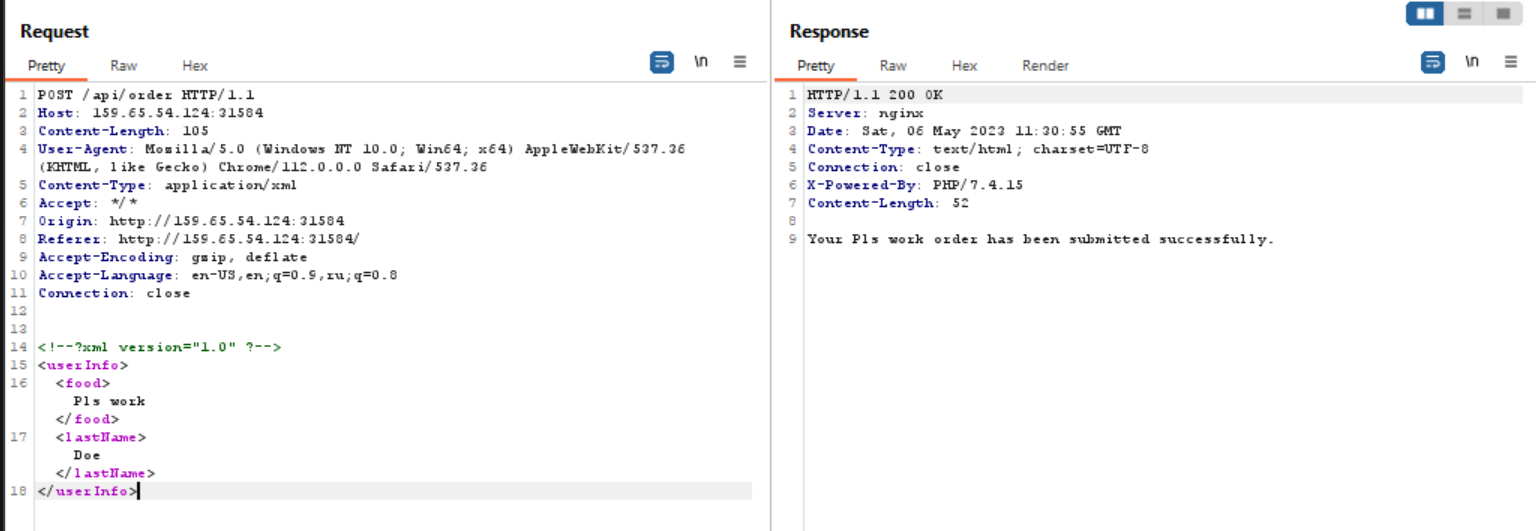 Request
Pretty Raw Hex \n
1 POST /api/order HTTP/1.1
2 Host: 159.65.54.124:31584
3 Content-Length: 105
4 User-Agent: Mozilla/5.0 (Windows NT 10.0; Win64; x64) AppleWebKit/537.36
(KHTML, like Gecko) Chrome/112.0.0.0 Safari/537.36
5 Content-Type: application/xml
6 Accept: */*
7 Origin: http://159.65.54.124:31584
8 Referer: http://159.65.54.124:31584/
9 Accept-Encoding: gzip, deflate
10 Accept-Language: en-US,en;q=0.9,ru;q=0.8
11 Connection: close
12
13
14 <!--?xml version="1.0" ?-->
15 <userInfo>
16 <food>
Pls work
</food>
17 <lastName>
Doe
</lastName>
18 </userInfo>
Response
Pretty Raw Hex Render \n
1 HTTP/1.1 200 OK
2 Server: nginx
3 Date: Sat, 06 May 2023 11:30:55 GMT
4 Content-Type: text/html; charset=UTF-8
5 Connection: close
6 X-Powered-By: PHP/7.4.15
7 Content-Length: 52
8
9 Your Pls work order has been submitted successfully.